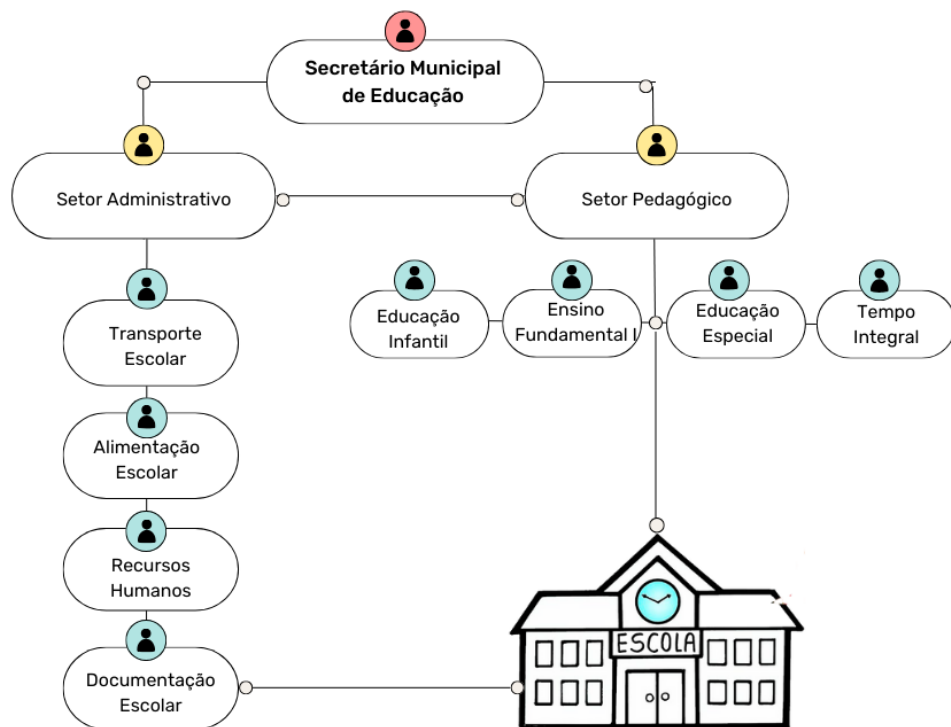 Secretário Municipal
de Educação
Setor Administrativo
Setor Pedagógico
Transporte
Escolar
Alimentação
Escolar
Recursos
Humanos
Documentação
Escolar
Educação
Infantil
Ensino
Fundamental I
Educação
Especial
Tempo
Integral
ESCOLA